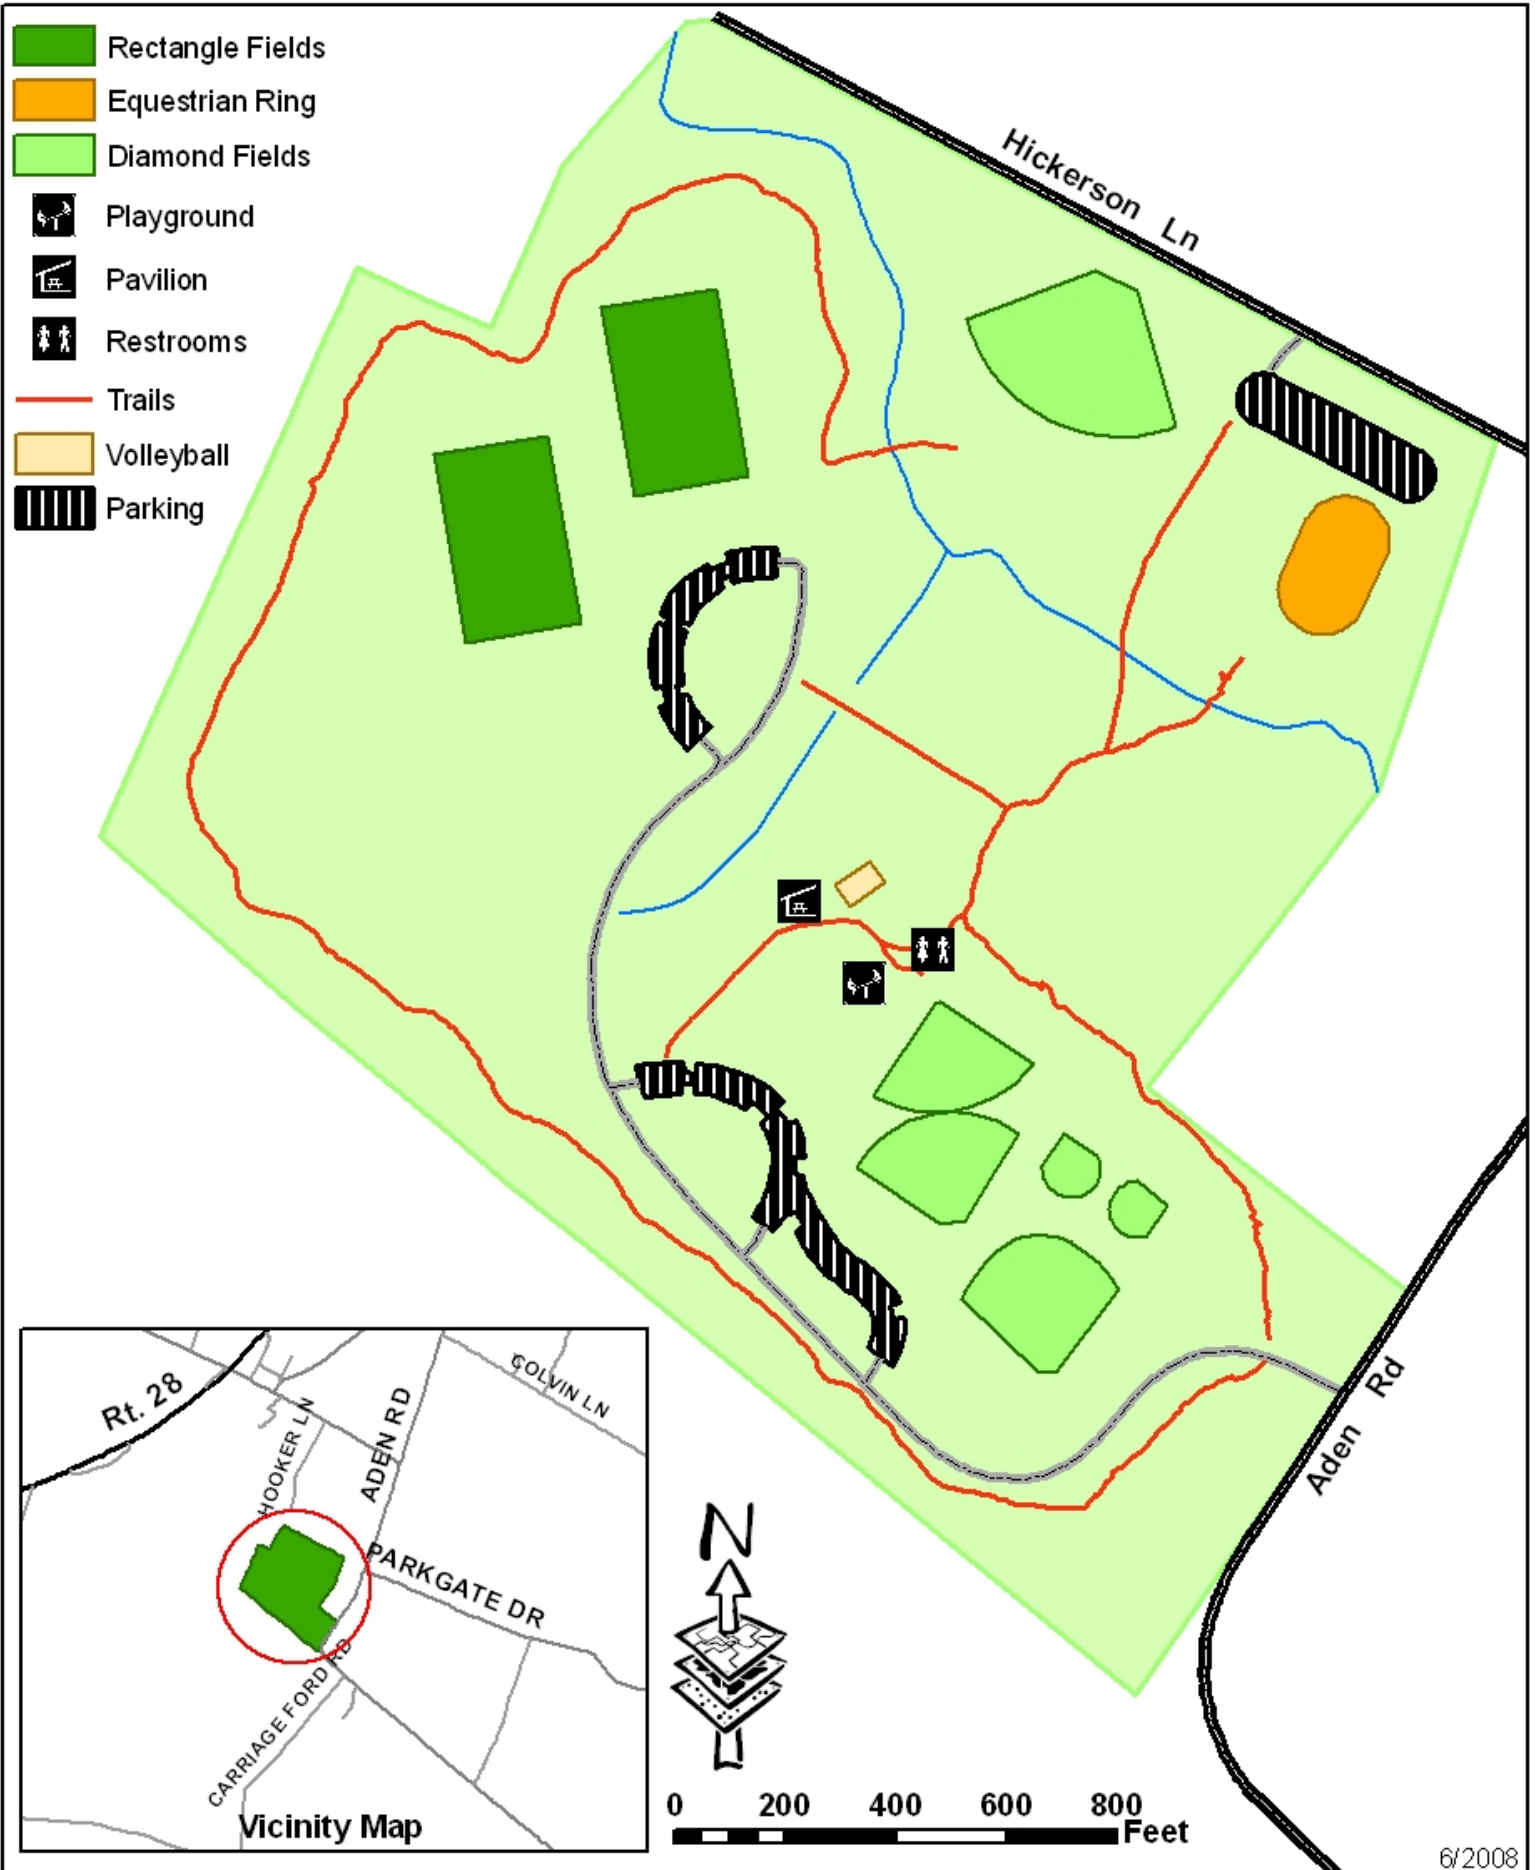 Rectangle Fields
Equestrian Ring
Diamond Fields
Playground
Pavilion
Restrooms
Trails
Volleyball
Parking
Hickerson Ln
Aden Rd
Rt. 28
HOOKER LN
ADEN RD
COLVIN LN
PARKGATE DR
CARRIAGE FORD RD
Vicinity Map
N
0 200 400 600 800
Feet
6/2008